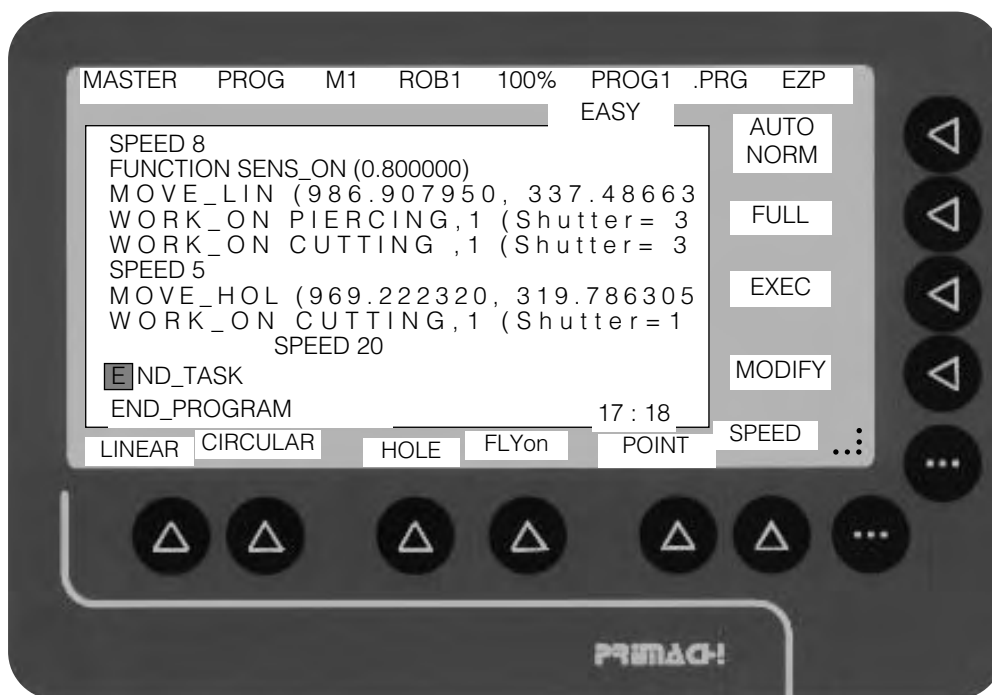 MASTER PROG M1 ROB1 100% PROG1 .PRG EZP
EASY
AUTO
NORM
SPEED 8
FUNCTION SENS_ON (0.800000)
MOVE_LIN (986.907950, 337.48663
WORK_ON PIERCING,1 (Shutter= 3
FULL
WORK_ON CUTTING ,1 (Shutter= 3
SPEED 5
MOVE_HOL (969.222320, 319.786305
EXEC
WORK_ON CUTTING,1 (Shutter=1
SPEED 20
END_TASK
MODIFY
END_PROGRAM 17 : 18
LINEAR CIRCULAR HOLE FLYon POINT SPEED
PRIMACH!